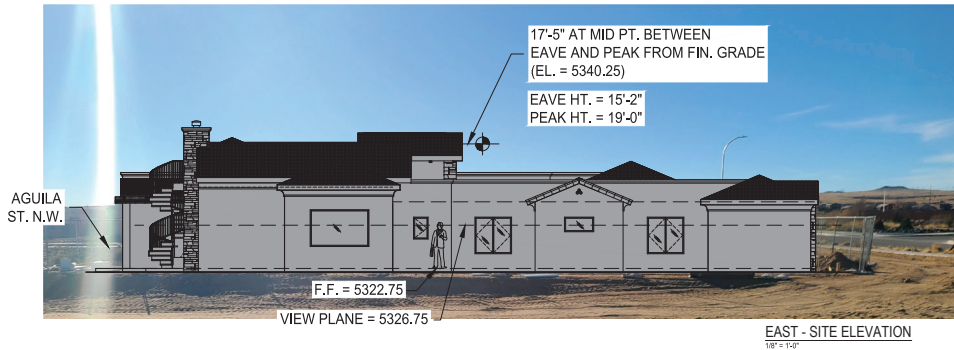 17'-5" AT MID PT. BETWEEN
EAVE AND PEAK FROM FIN. GRADE
(EL. = 5340.25)
EAVE HT. = 15'-2"
PEAK HT. = 19'-0"
AGUILA
ST. N.W.
F.F. = 5322.75
VIEW PLANE = 5326.75
EAST - SITE ELEVATION
1/8" = 1'-0"